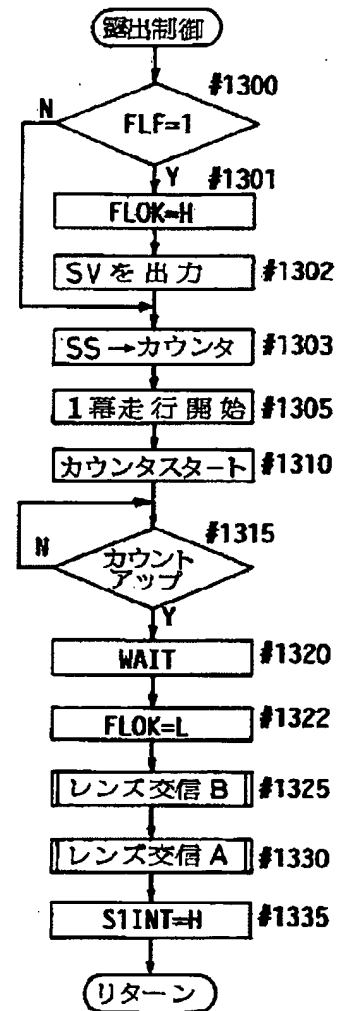 露出制御
#1300
N
FLF=1
Y
#1301
FLOK=H
SVを出力 #1302
SS→カウンタ #1303
1幕走行開始 #1305
カウンタスタート #1310
#1315
N
カウント
アップ
Y
WAIT #1320
FLOK=L #1322
レンズ交信B #1325
レンズ交信A #1330
S1INT=H #1335
リターン